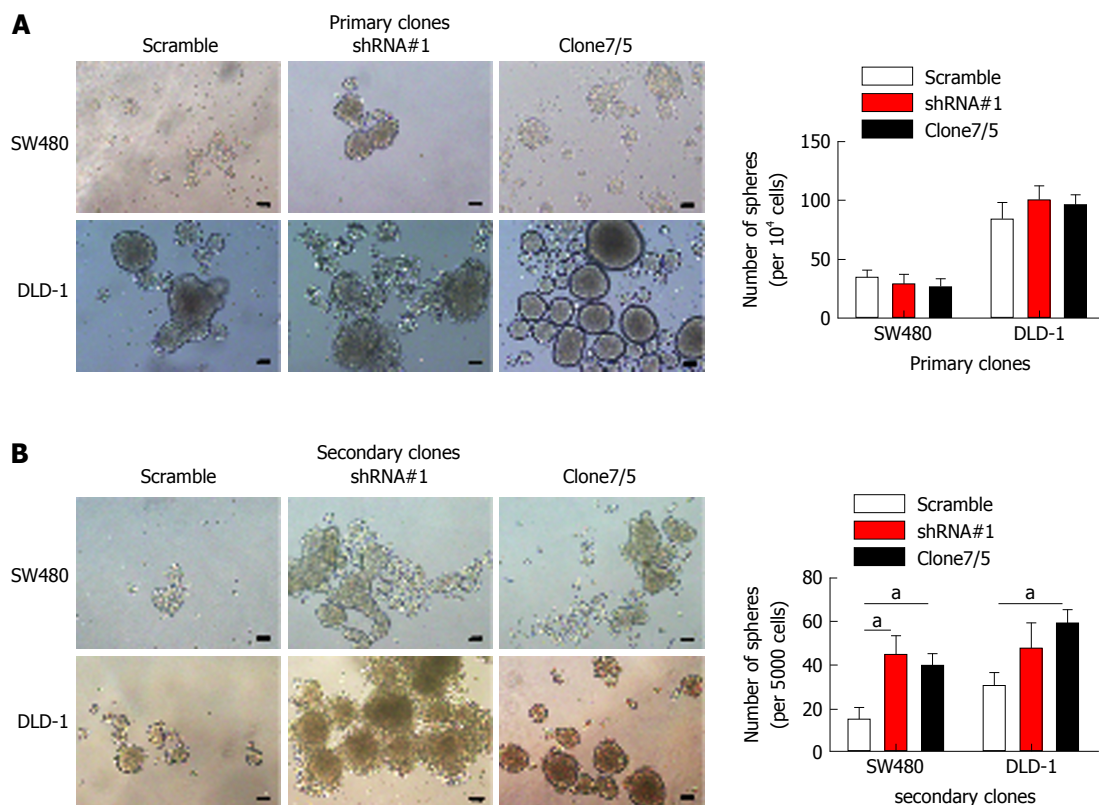 A
Primary clones
Scramble shRNA#1 Clone7/5
SW480
DLD-1
Scramble
shRNA#1
Clone7/5
Number of spheres
(per 10⁴ cells)
150
100
50
0
SW480 DLD-1
Primary clones
B
Secondary clones
Scramble shRNA#1 Clone7/5
SW480
DLD-1
Scramble
shRNA#1
Clone7/5
Number of spheres
(per 5000 cells)
80
60
40
20
0
a a
a
SW480 DLD-1
secondary clones